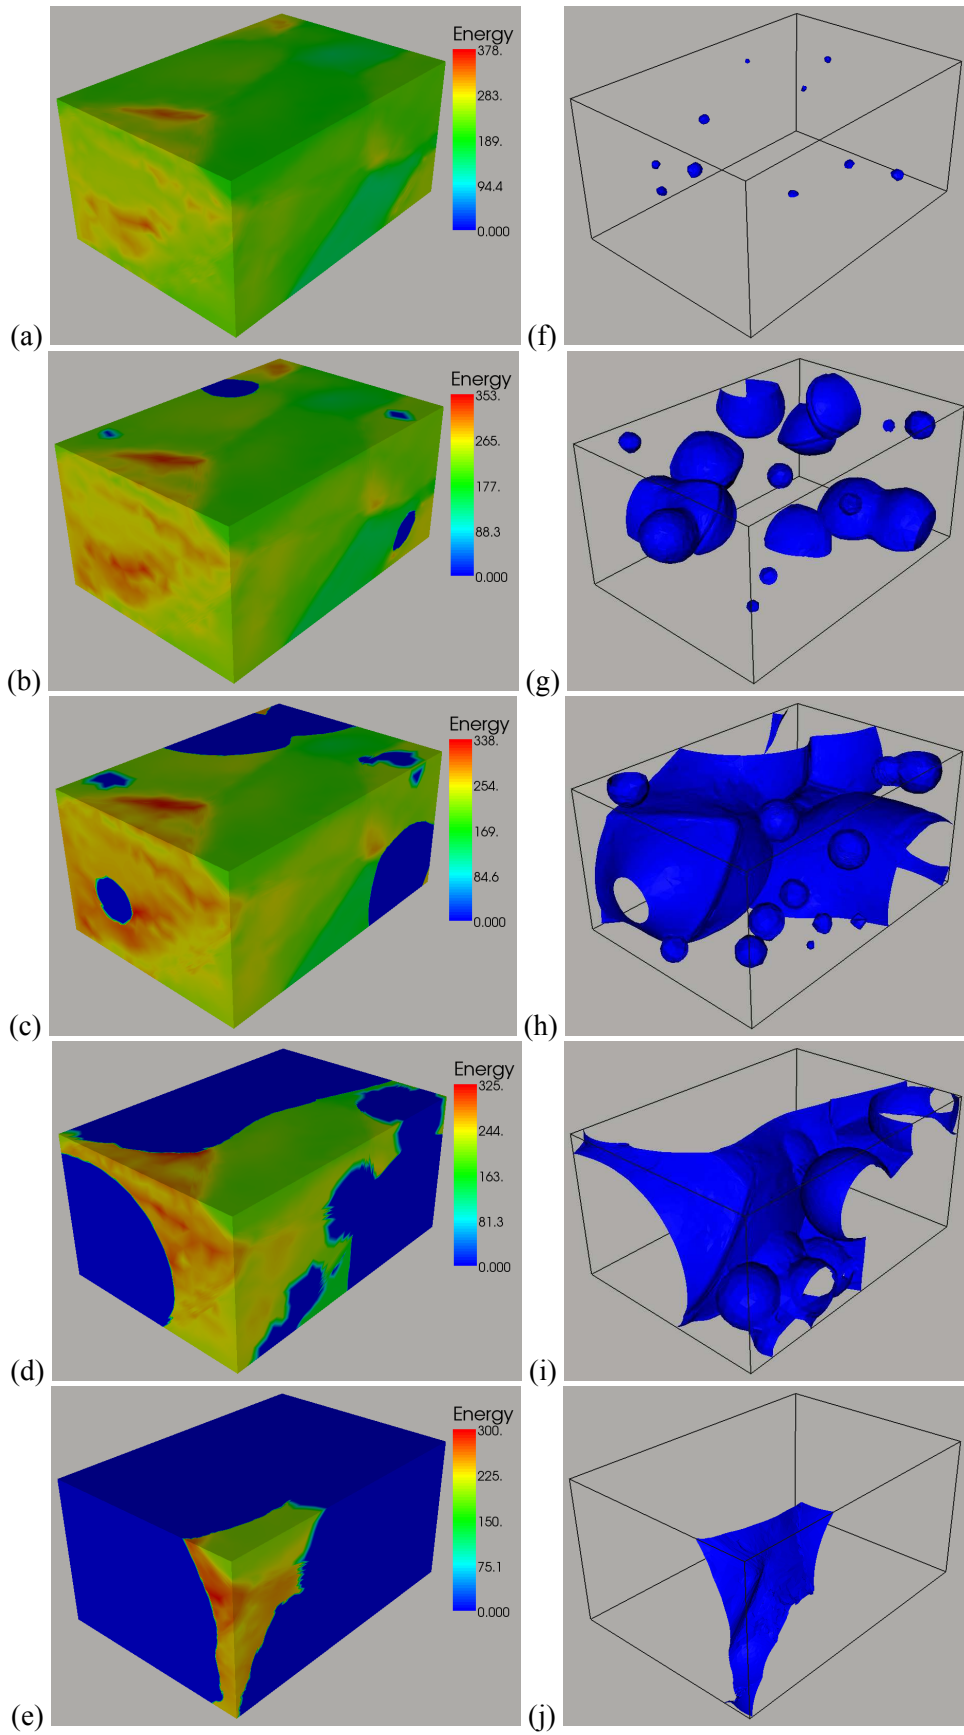 Energy
378.
283.
189.
94.4
0.000
(a)
(f)
Energy
353.
265.
177.
88.3
0.000
(b)
(g)
Energy
338.
254.
169.
84.6
0.000
(c)
(h)
Energy
325.
244.
163.
81.3
0.000
(d)
(i)
Energy
300.
225.
150.
75.1
0.000
(e)
(j)